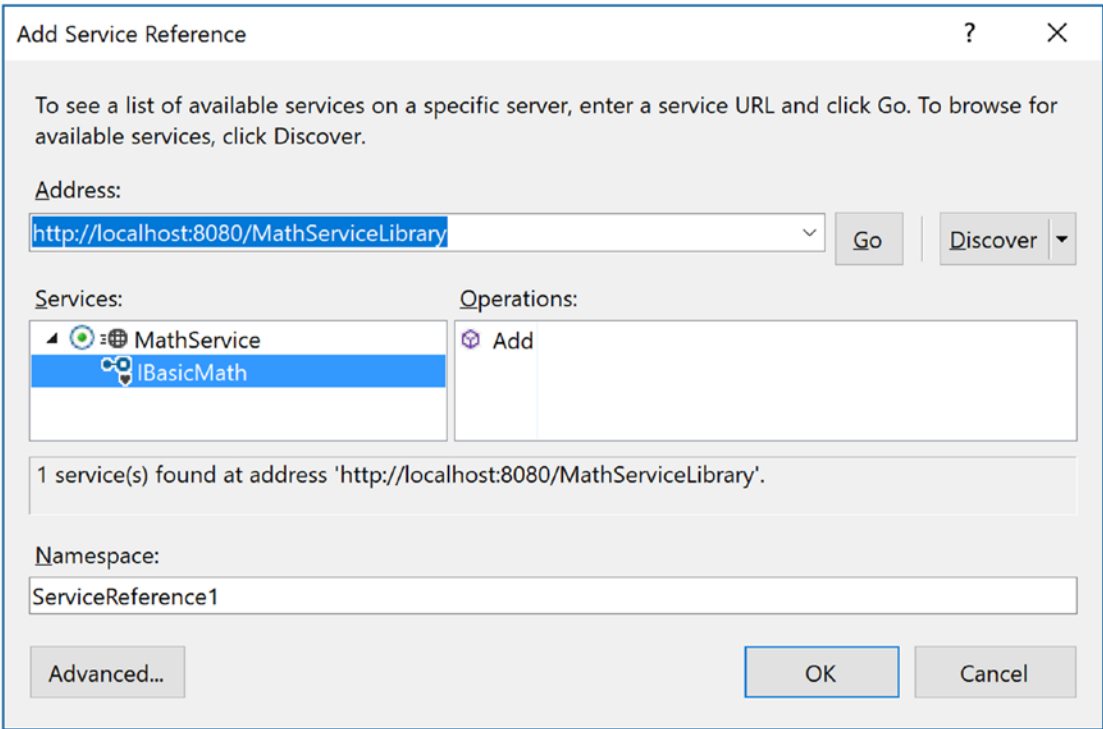 Add Service Reference
?
To see a list of available services on a specific server, enter a service URL and click Go. To browse for
available services, click Discover.
Address:
http://localhost:8080/MathServiceLibrary
Go
Discover
Services:
Operations:
MathService
IBasicMath
Add
1 service(s) found at address 'http://localhost:8080/MathServiceLibrary'.
Namespace:
ServiceReference1
Advanced...
OK
Cancel